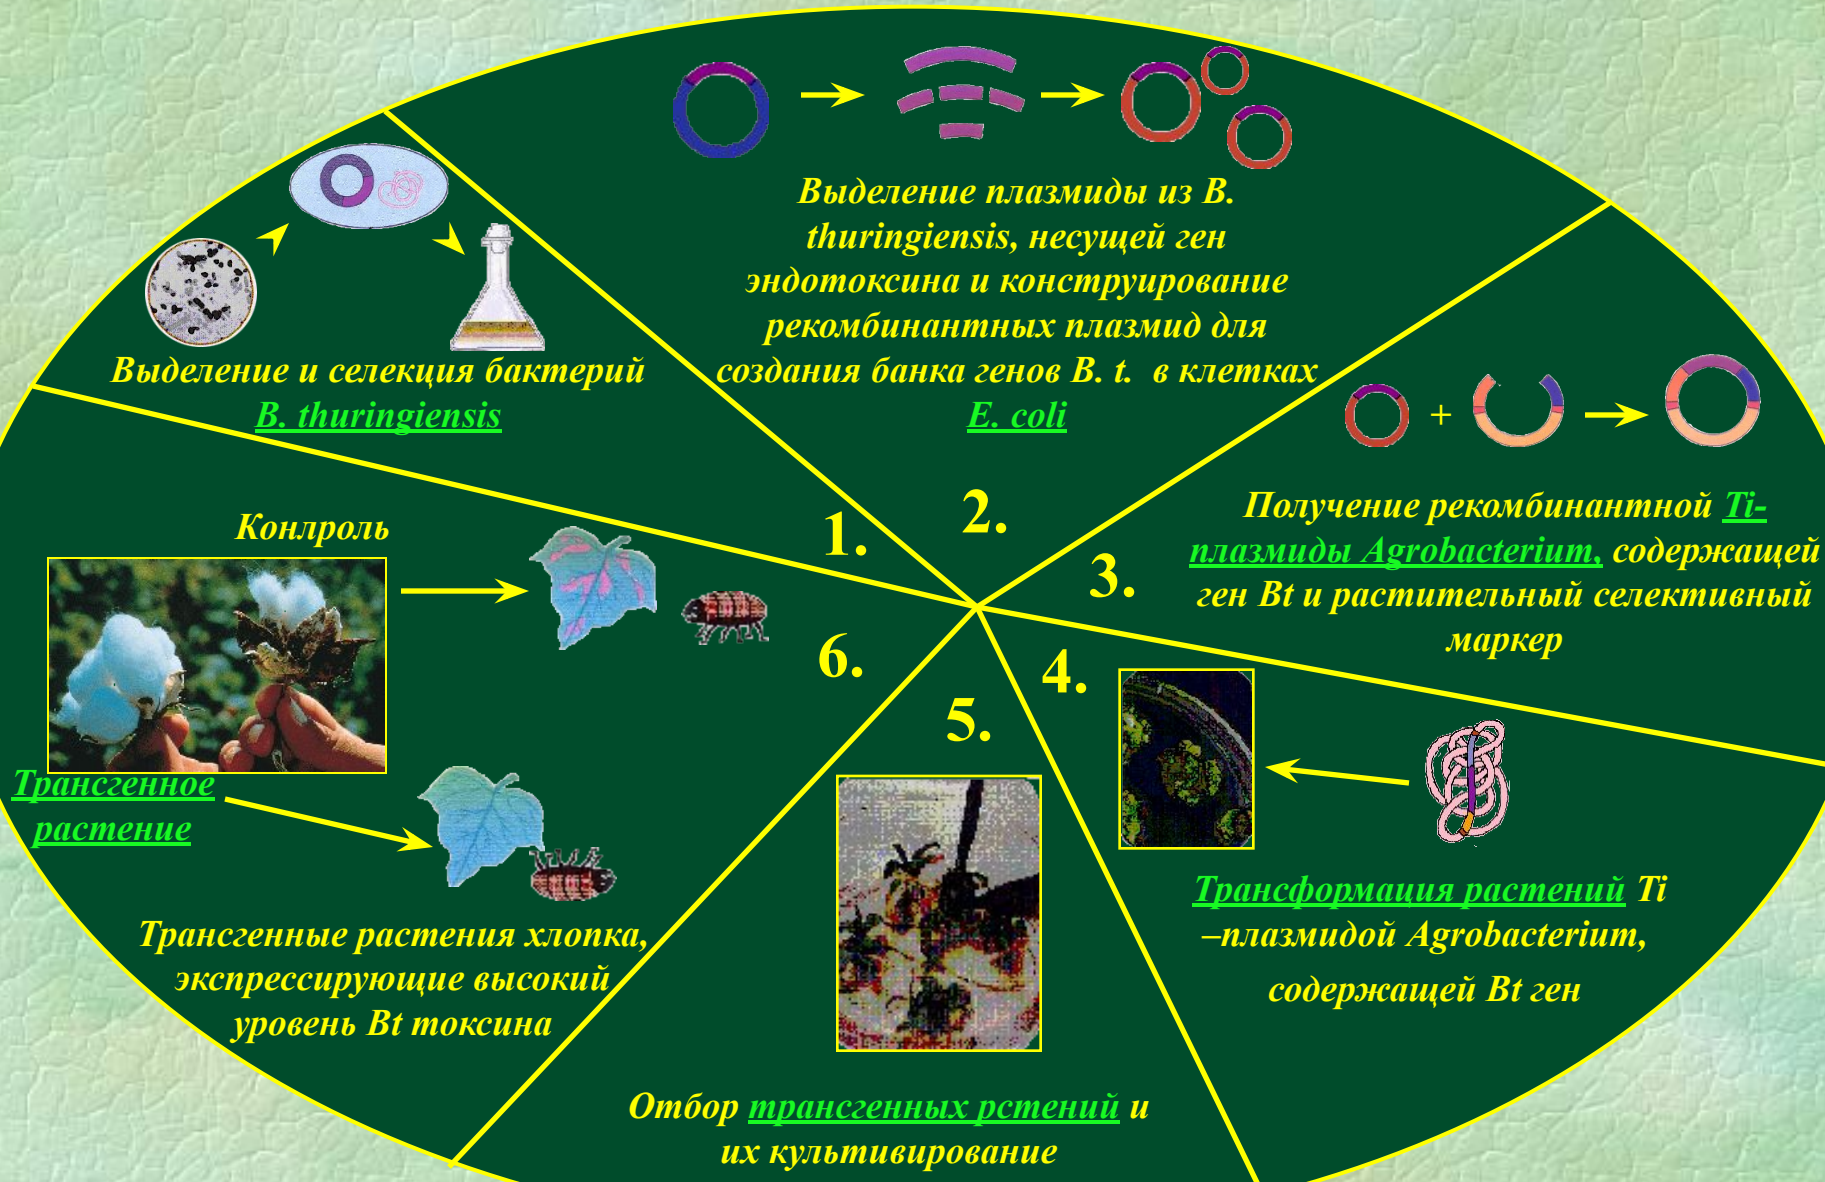 Выделение и селекция бактерий
B. thuringiensis
1.
Выделение плазмиды из B.
thuringiensis, несущей ген
эндотоксина и конструирование
рекомбинантных плазмид для
создания банка генов B. t. в клетках
E. coli
2.
+
Получение рекомбинантной Ti-
плазмиды Agrobacterium, содержащей
ген Bt и растительный селективный
маркер
3.
4.
Трансформация растений Ti
–плазмидой Agrobacterium,
содержащей Bt ген
5.
Отбор трансгенных рстений и
их культивирование
6.
Конлроль
Трансгенное
растение
Трансгенные растения хлопка,
экспрессирующие высокий
уровень Bt токсина